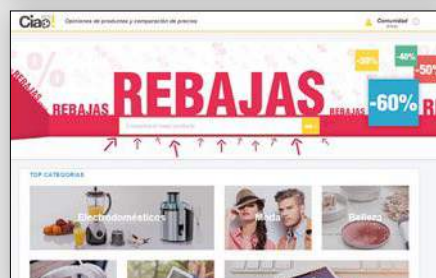 Ciao!
Opiniones de productos y comparación de precios
Comunidad
-30%
-40%
-50%
-60%
REBAJAS
REBAJAS
REBAJAS
REBAJAS
R
TOP CATEGORÍAS
Electrodomésticos
Moda
Belleza